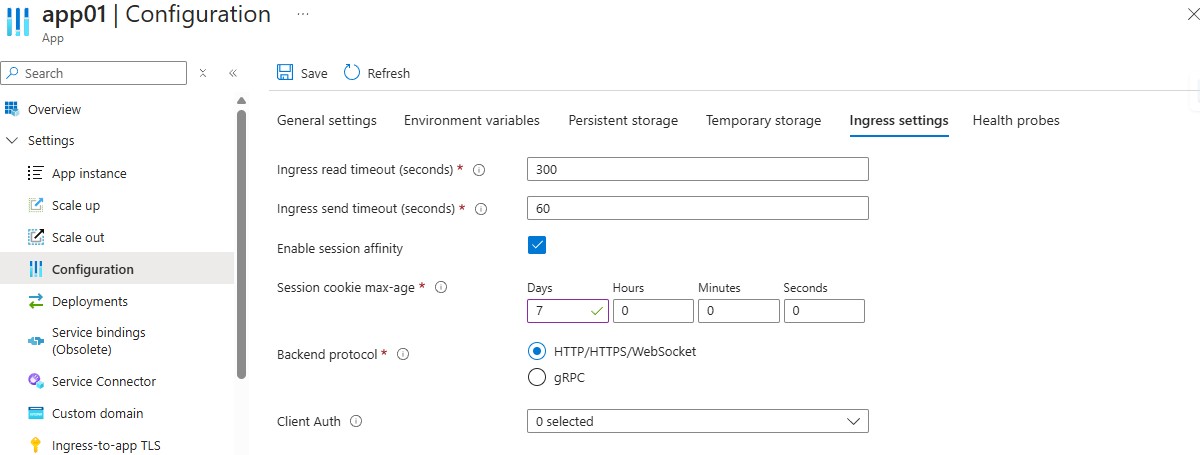 app01 | Configuration ...
App
Search
Overview
Settings
App instance
Scale up
Scale out
Configuration
Deployments
Service bindings
(Obsolete)
Service Connector
Custom domain
Ingress-to-app TLS
Save Refresh
General settings Environment variables Persistent storage Temporary storage Ingress settings Health probes
Ingress read timeout (seconds) * 300
Ingress send timeout (seconds) * 60
Enable session affinity
Days Hours Minutes Seconds
Session cookie max-age * 7 0 0 0
Backend protocol * HTTP/HTTPS/WebSocket
gRPC
Client Auth 0 selected